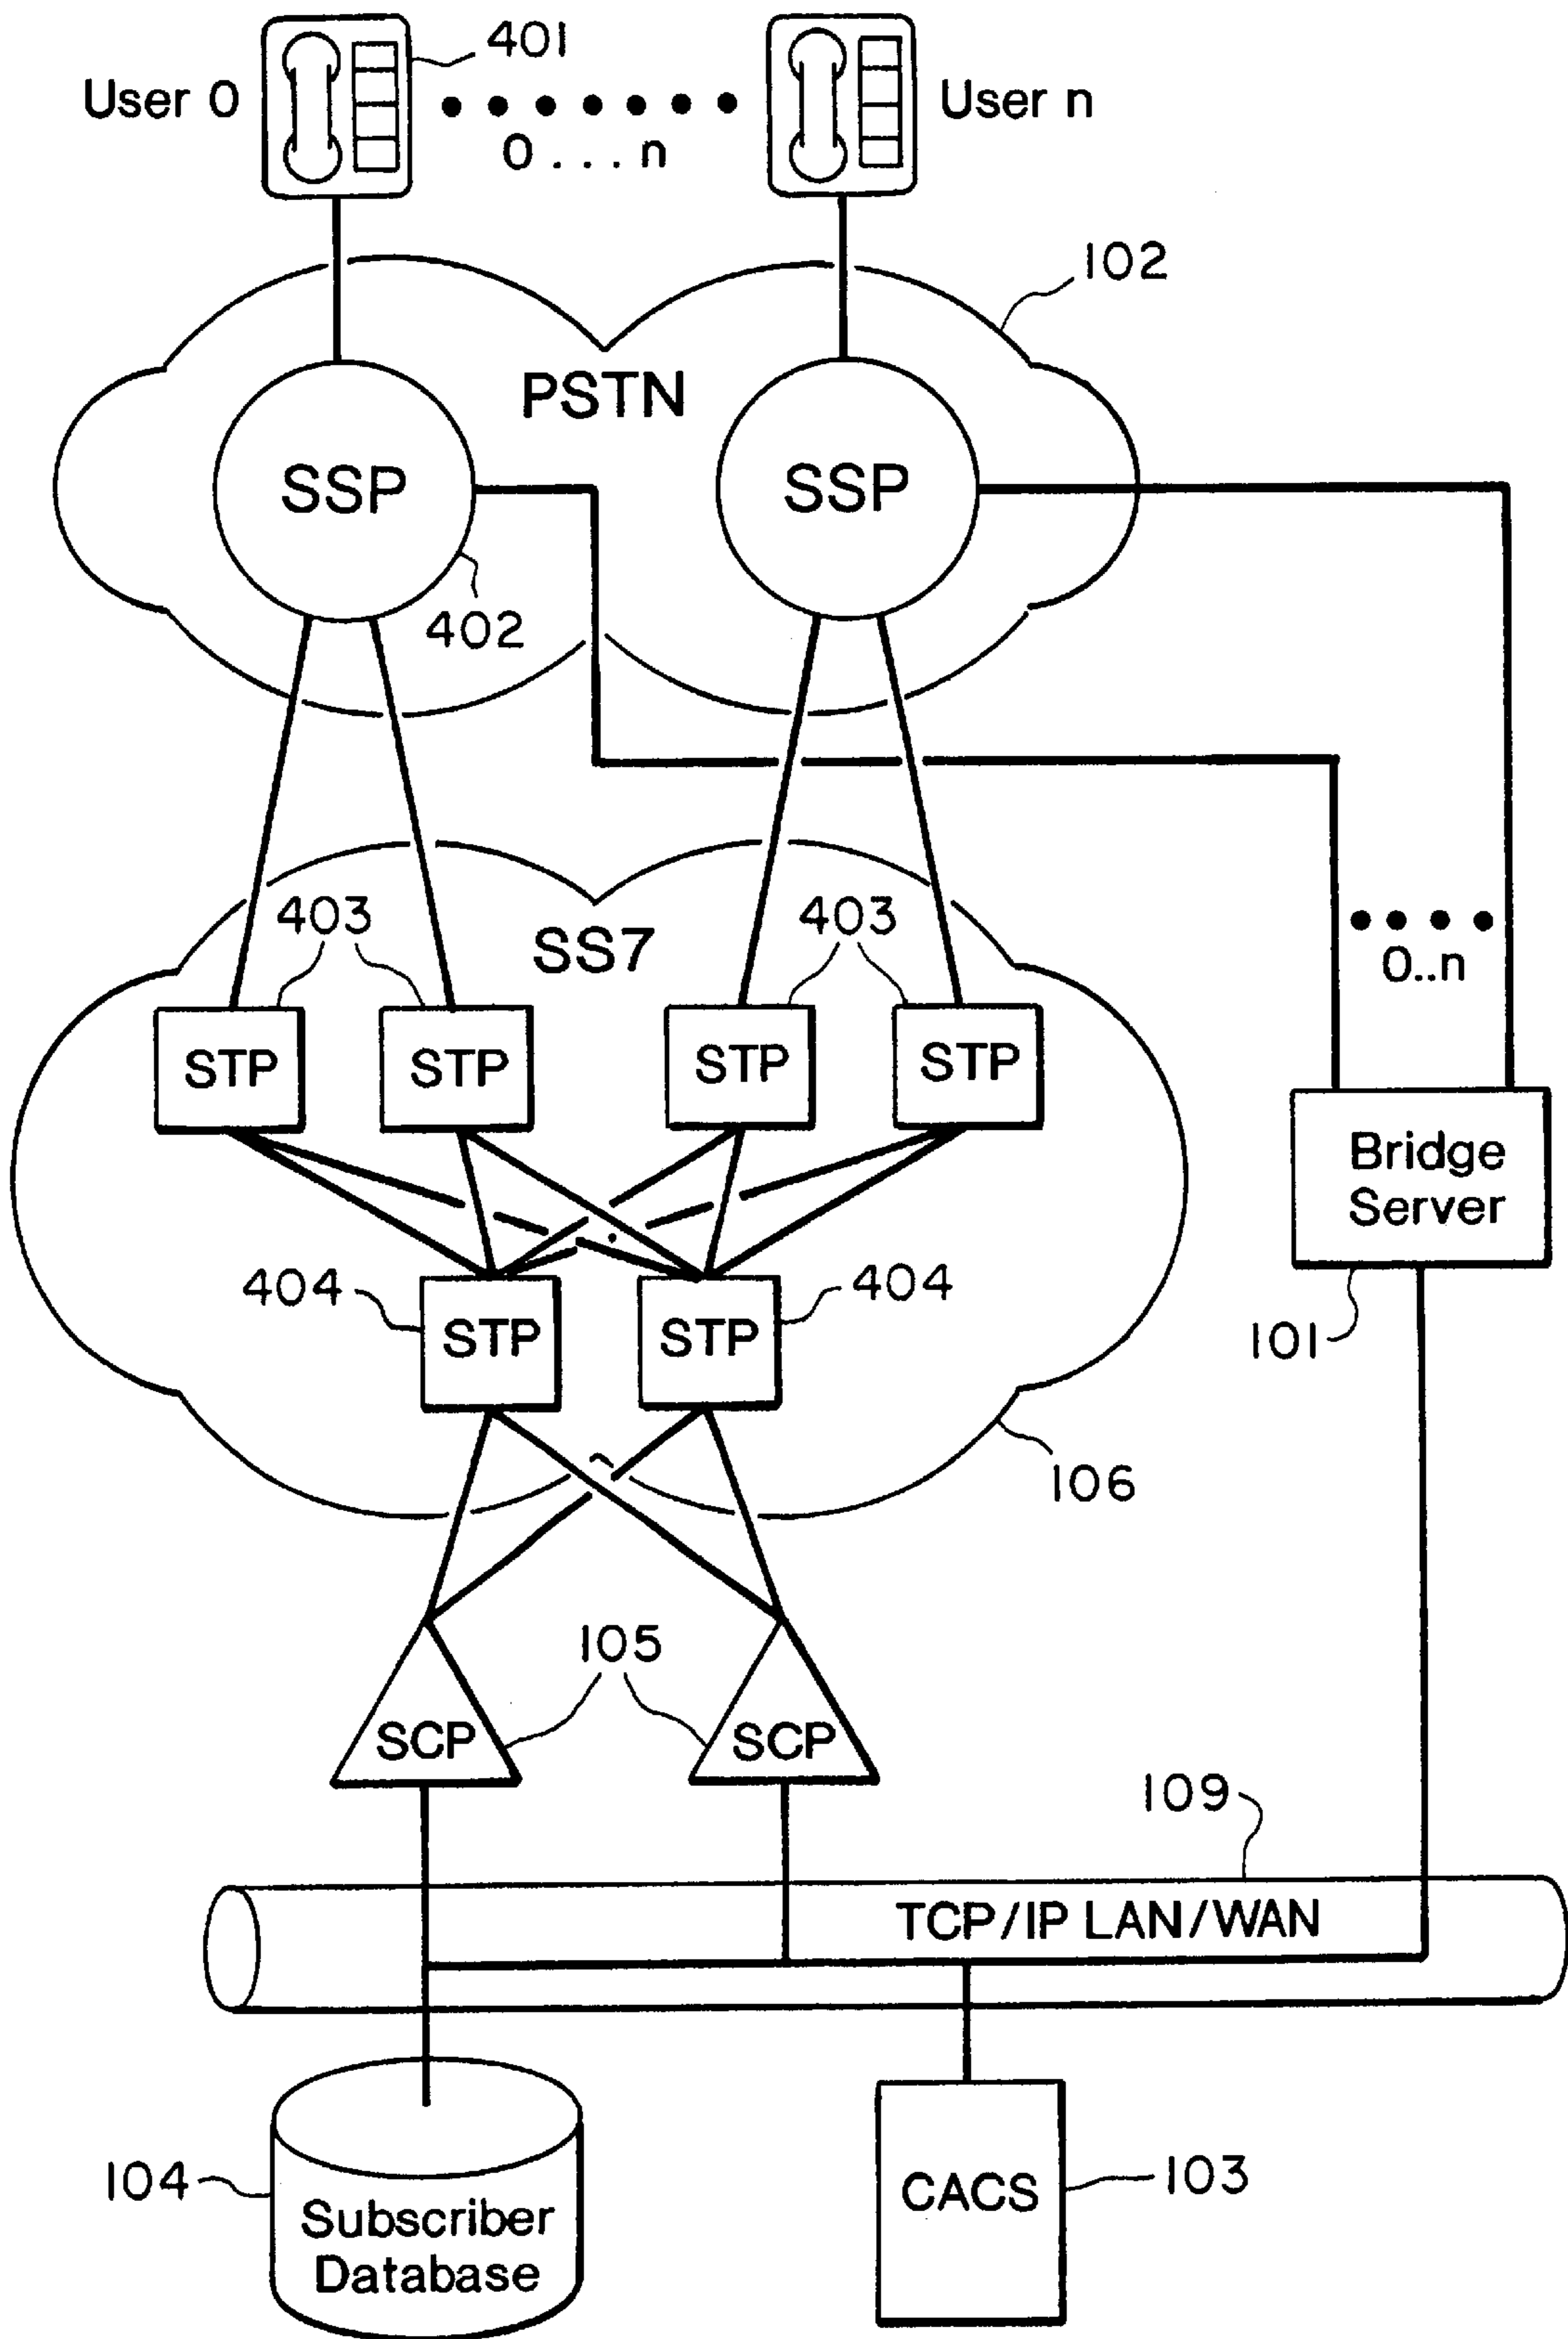 401
User 0
User n
0 . . . n
102
PSTN
SSP
SSP
402
403
403
SS7
0..n
STP
STP
STP
STP
Bridge
Server
404
404
STP
STP
101
106
105
SCP
SCP
109
TCP/IP LAN/WAN
104
103
CACS
Subscriber
Database